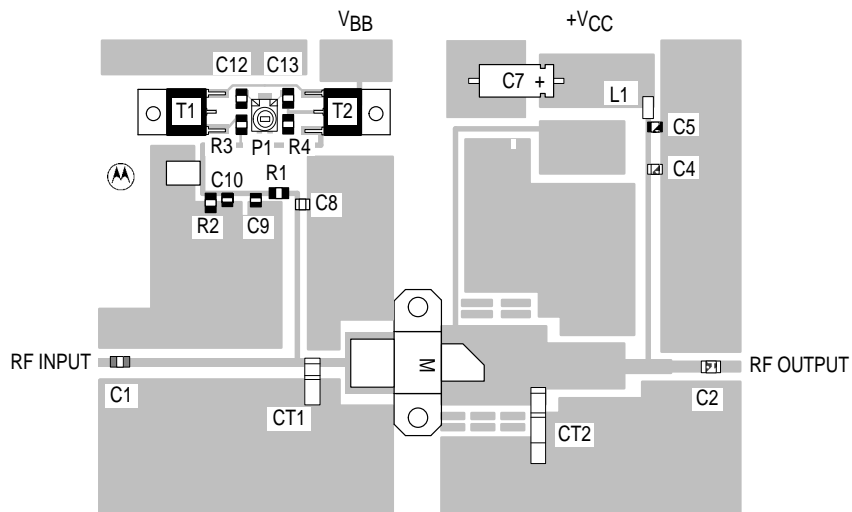 VBB
+VCC
C12 C13
C7 +
L1
T1
T2
C5
R3 P1 R4
C4
C10 R1
C8
R2 C9
M
RF INPUT
RF OUTPUT
C1
C2
CT1
CT2